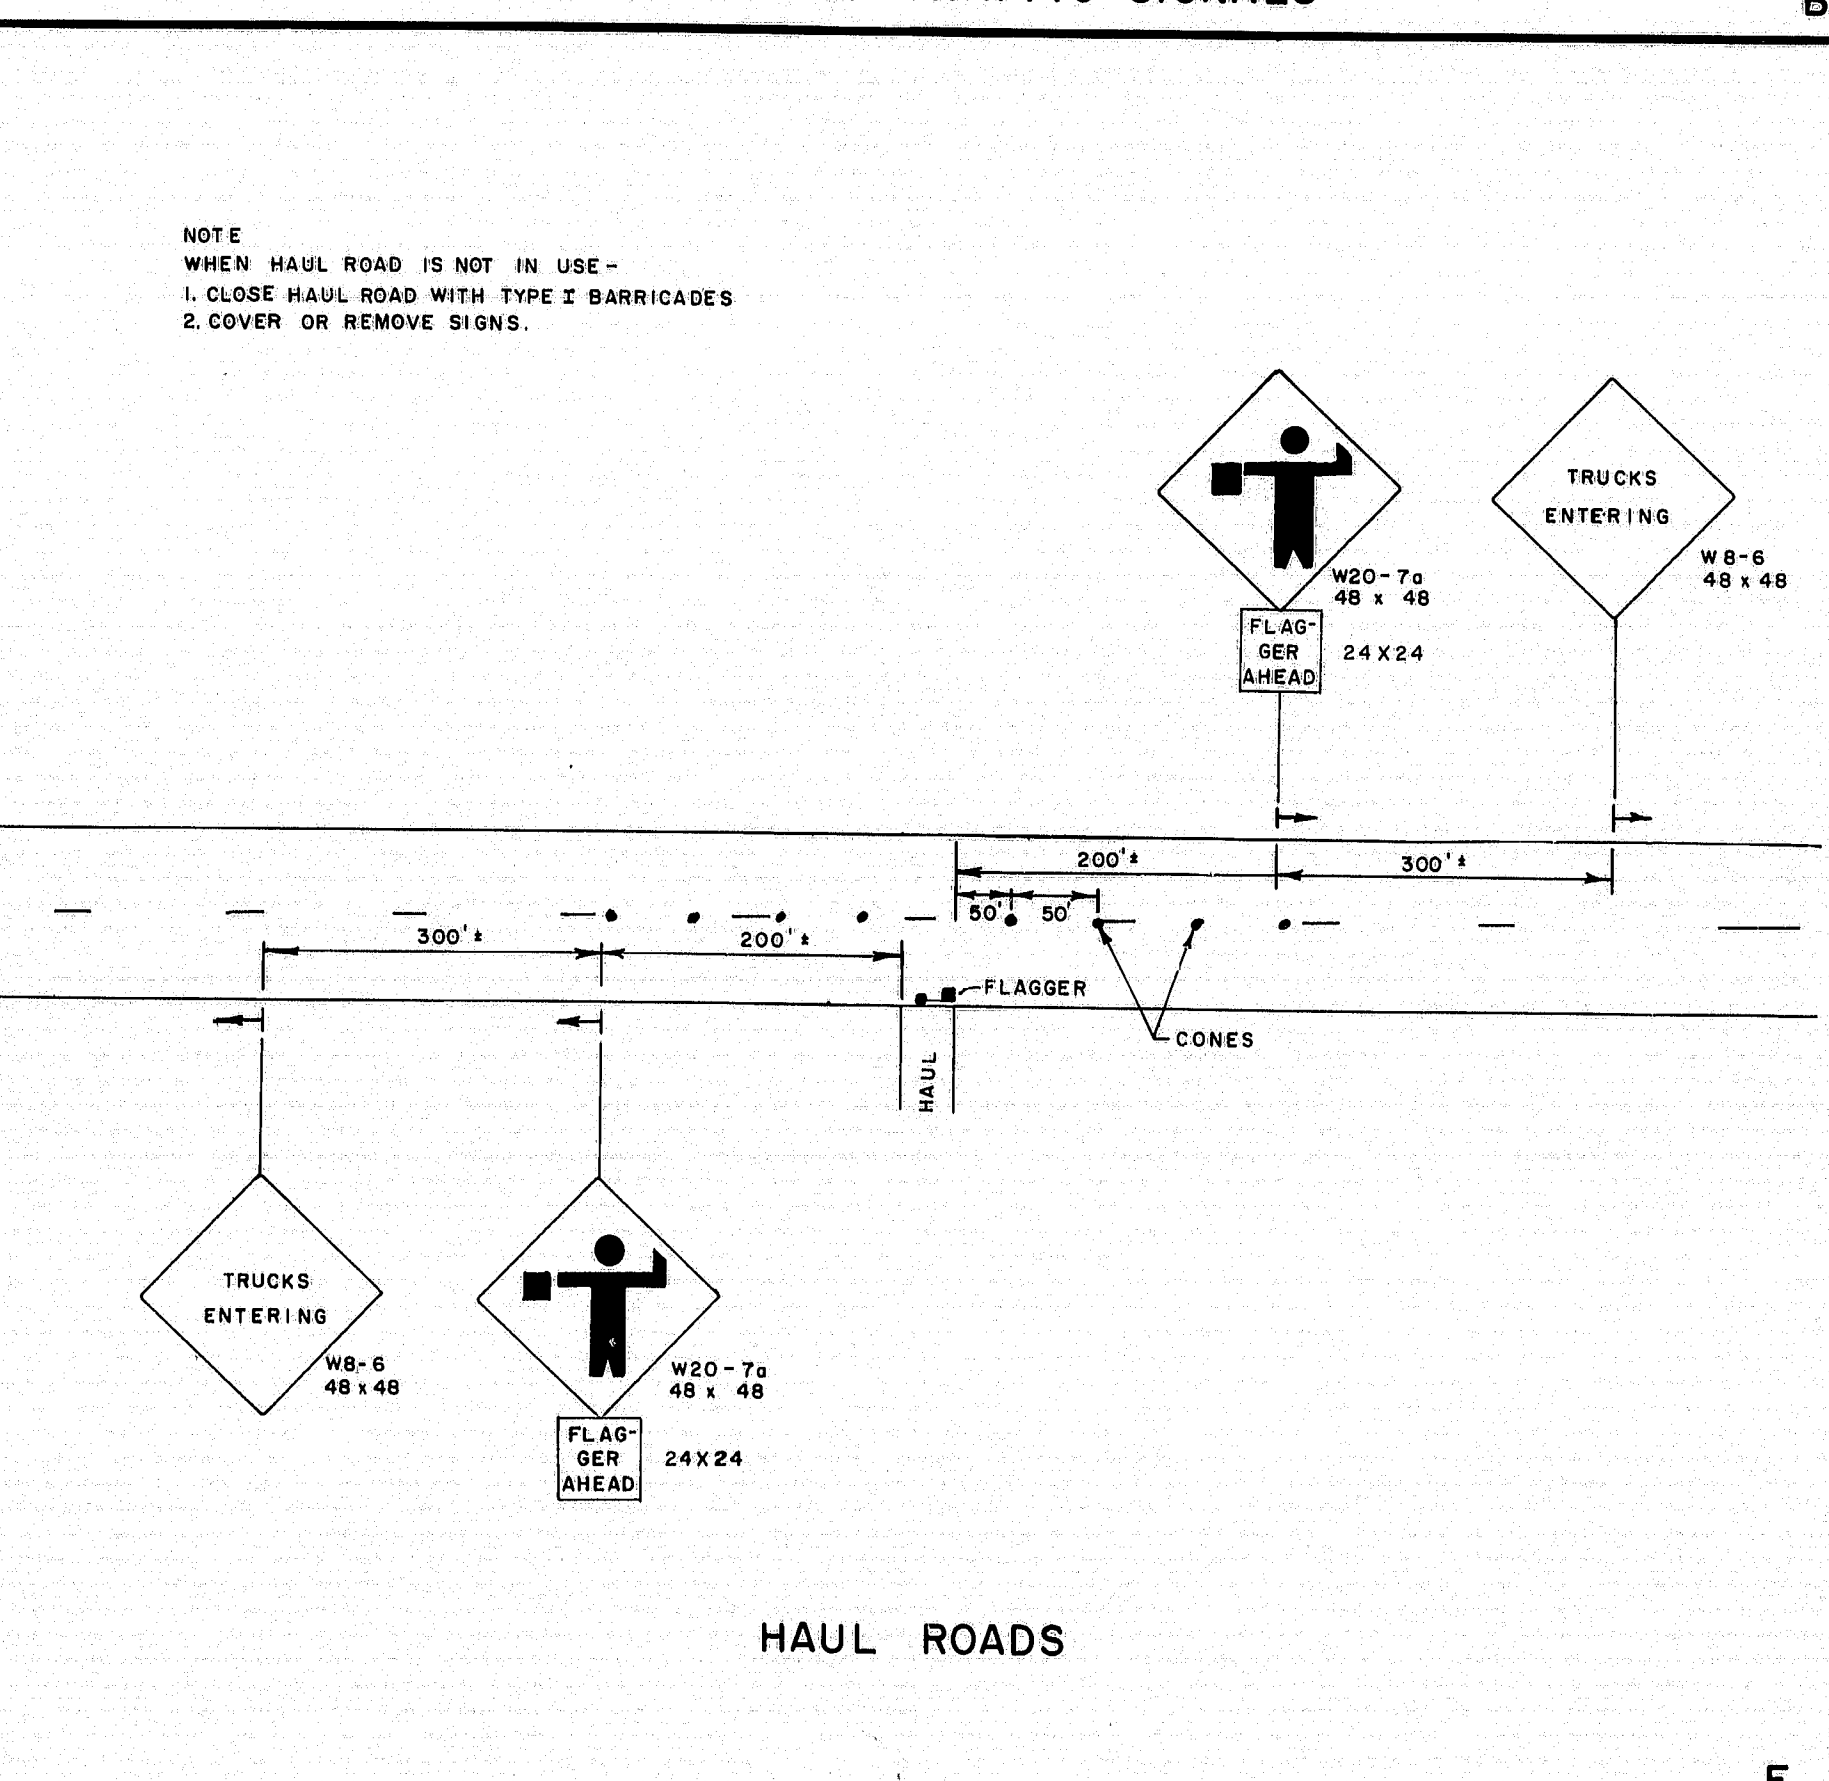 NOTE
WHEN HAUL ROAD IS NOT IN USE-
1. CLOSE HAUL ROAD WITH TYPE I BARRICADES
2. COVER OR REMOVE SIGNS.
TRUCKS
ENTERING
W8-6
48 x 48
W20-7a
48 x 48
FLAG-
GER
AHEAD
24X24
200'±
300'±
50'
50'
300'±
200'±
FLAGGER
CONES
HAUL
TRUCKS
ENTERING
W8-6
48 x 48
W20-7a
48 x 48
FLAG-
GER
AHEAD
24X24
HAUL ROADS